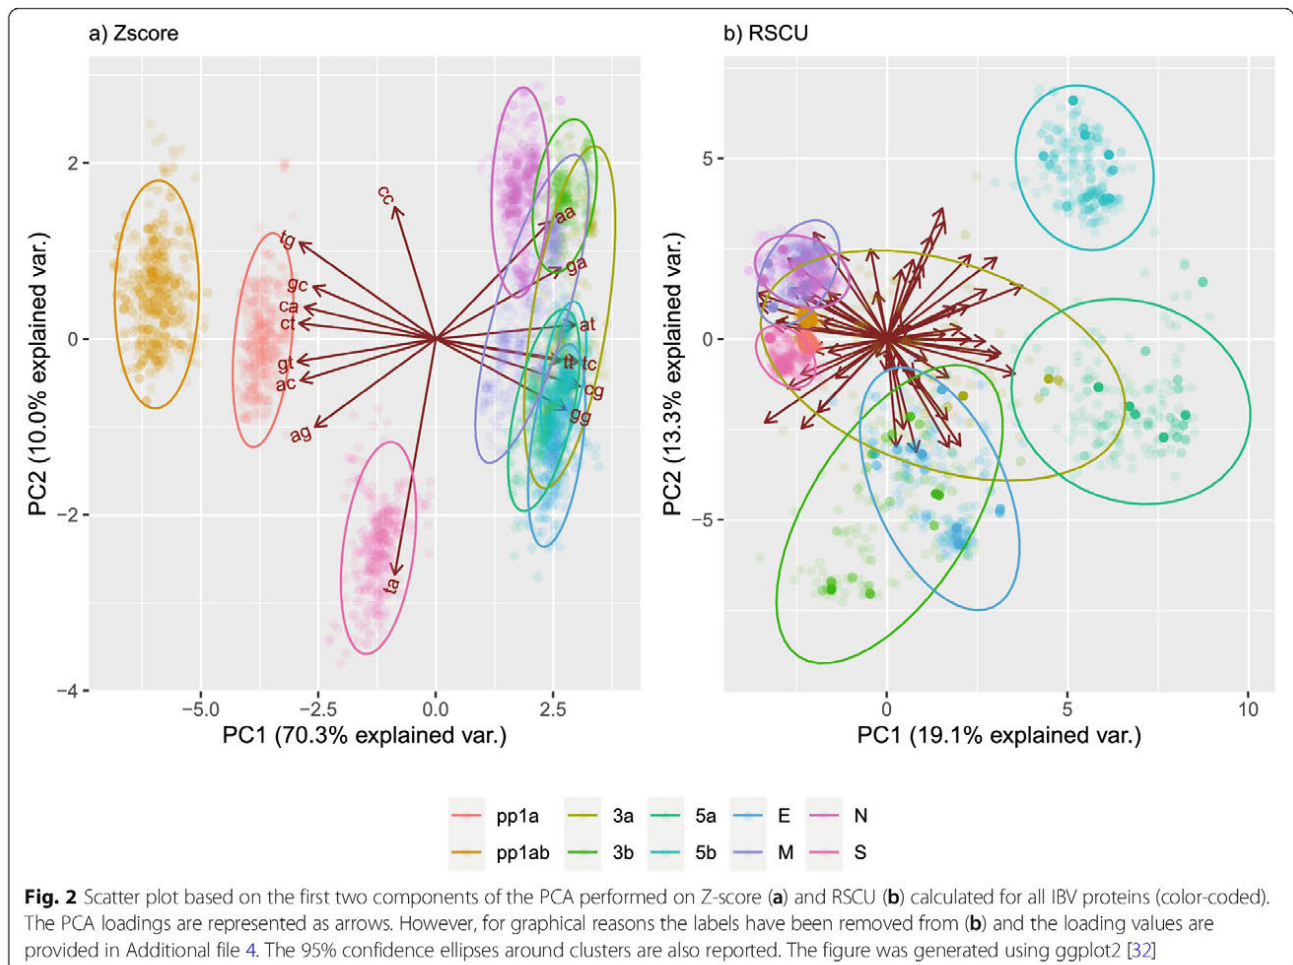 a) Zscore
b) RSCU
PC2 (10.0% explained var.)
2
0
−2
−4
cc
tg
gc
ca
ct
gt
ac
ag
ta
aa
ga
at
tt
tc
cg
gg
−5.0
−2.5
0.0
2.5
PC1 (70.3% explained var.)
PC2 (13.3% explained var.)
5
0
−5
0
5
10
PC1 (19.1% explained var.)
pp1a
3a
5a
E
N
pp1ab
3b
5b
M
S
Fig. 2 Scatter plot based on the first two components of the PCA performed on Z-score (a) and RSCU (b) calculated for all IBV proteins (color-coded).
The PCA loadings are represented as arrows. However, for graphical reasons the labels have been removed from (b) and the loading values are
provided in Additional file 4. The 95% confidence ellipses around clusters are also reported. The figure was generated using ggplot2 [32]